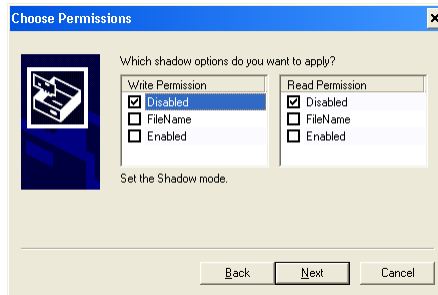 Choose Permissions
Which shadow options do you want to apply?
Write Permission
Disabled
FileName
Enabled
Read Permission
Disabled
FileName
Enabled
Set the Shadow mode.
Back Next Cancel